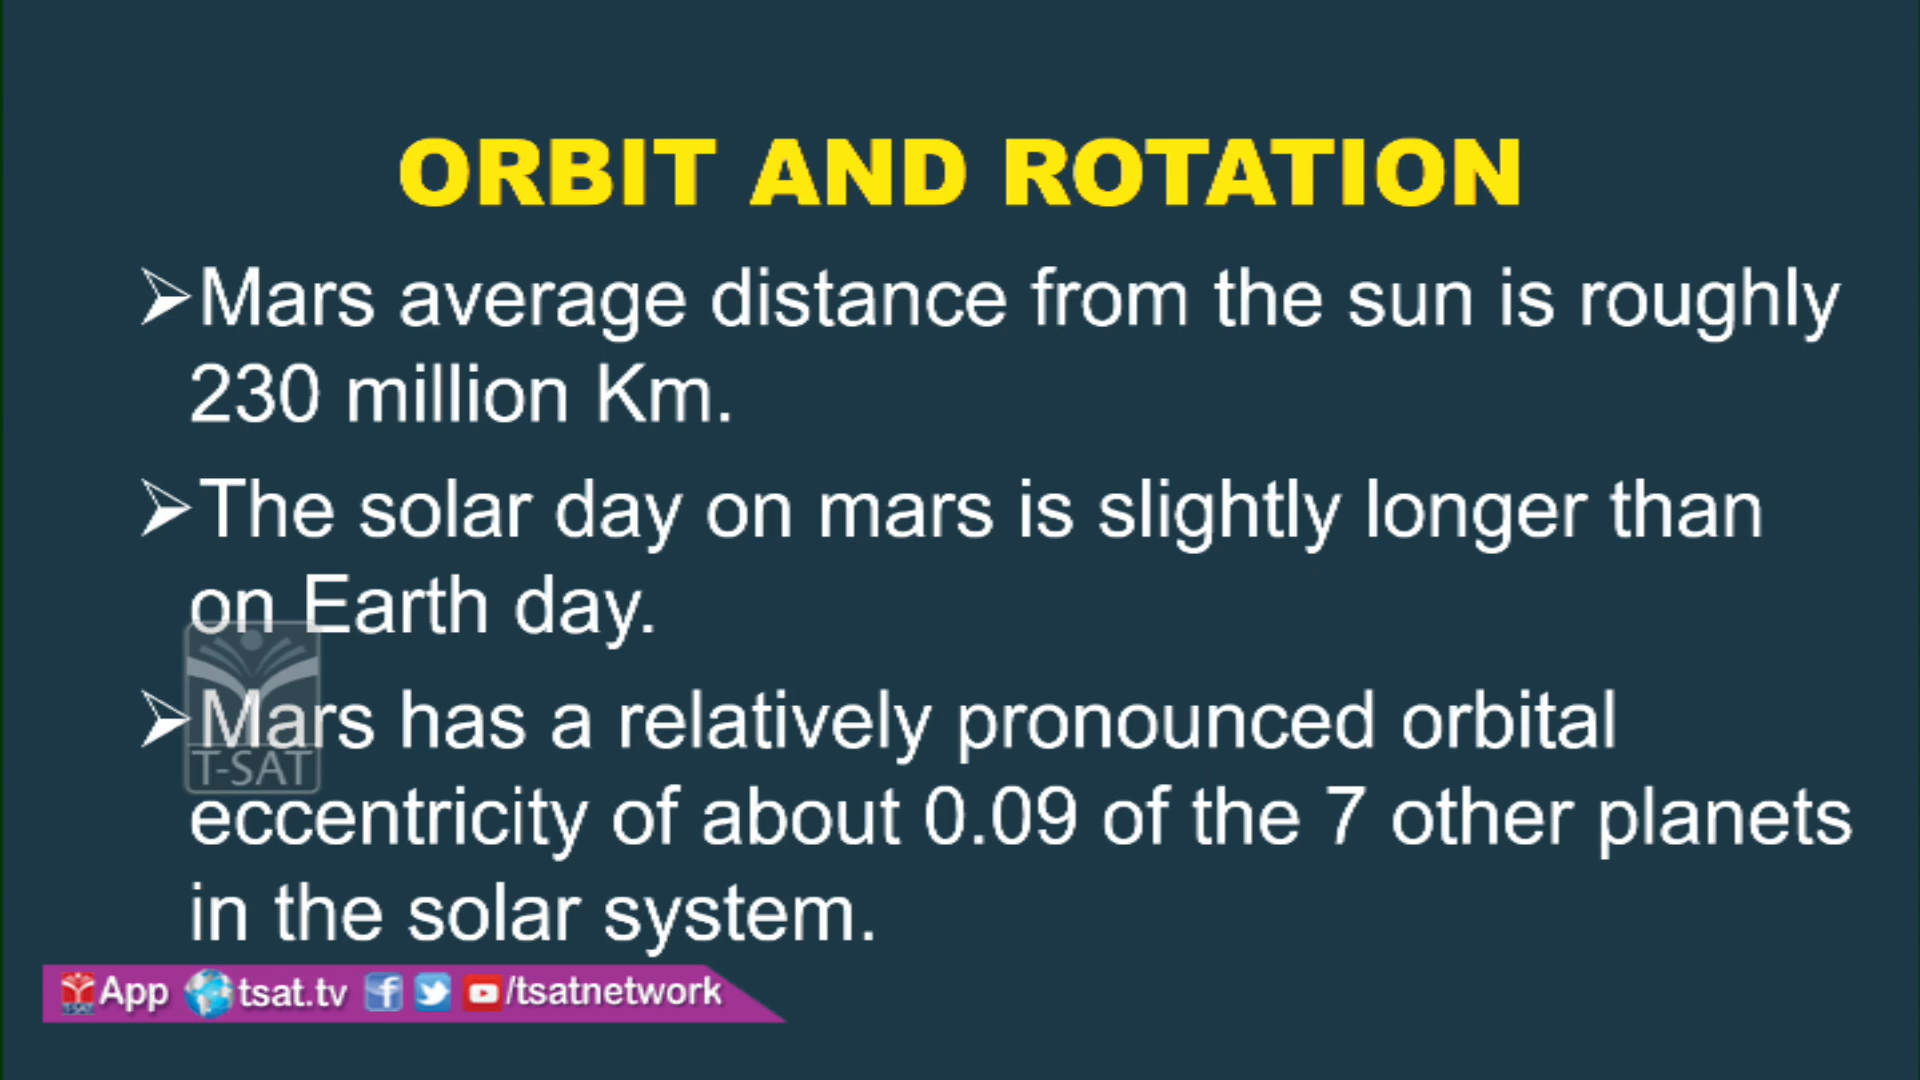 ORBIT AND ROTATION
➢Mars average distance from the sun is roughly
230 million Km.
➢The solar day on mars is slightly longer than
on Earth day.
➢Mars has a relatively pronounced orbital
eccentricity of about 0.09 of the 7 other planets
in the solar system.
T-SAT
App tsat.tv /tsatnetwork